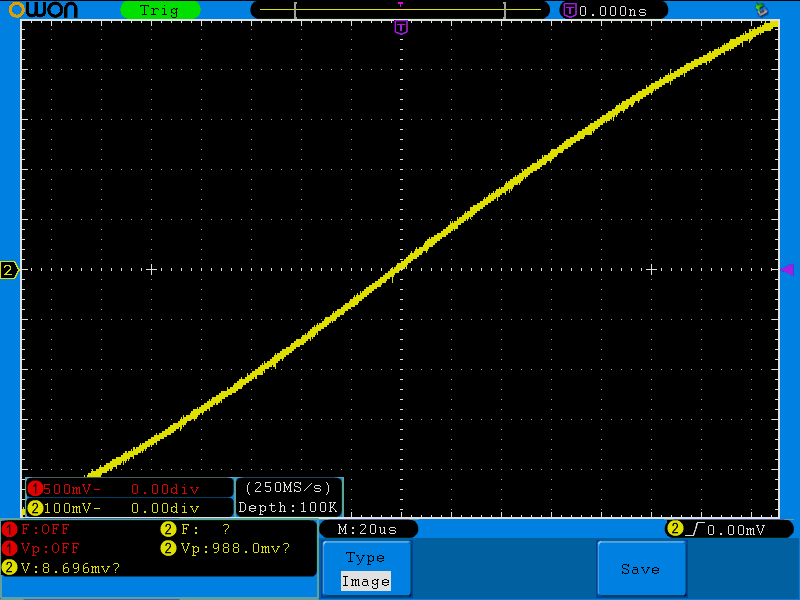 owon Trig T T 0.000ns
T
2
1 500mV- 0.00div (250MS/s)
2 100mV- 0.00div Depth:100K
1 F:OFF 2 F: ? M:20us 2 0.00mV
1 Vp:OFF 2 Vp:988.0mv? Type
2 V:8.696mv? Image Save